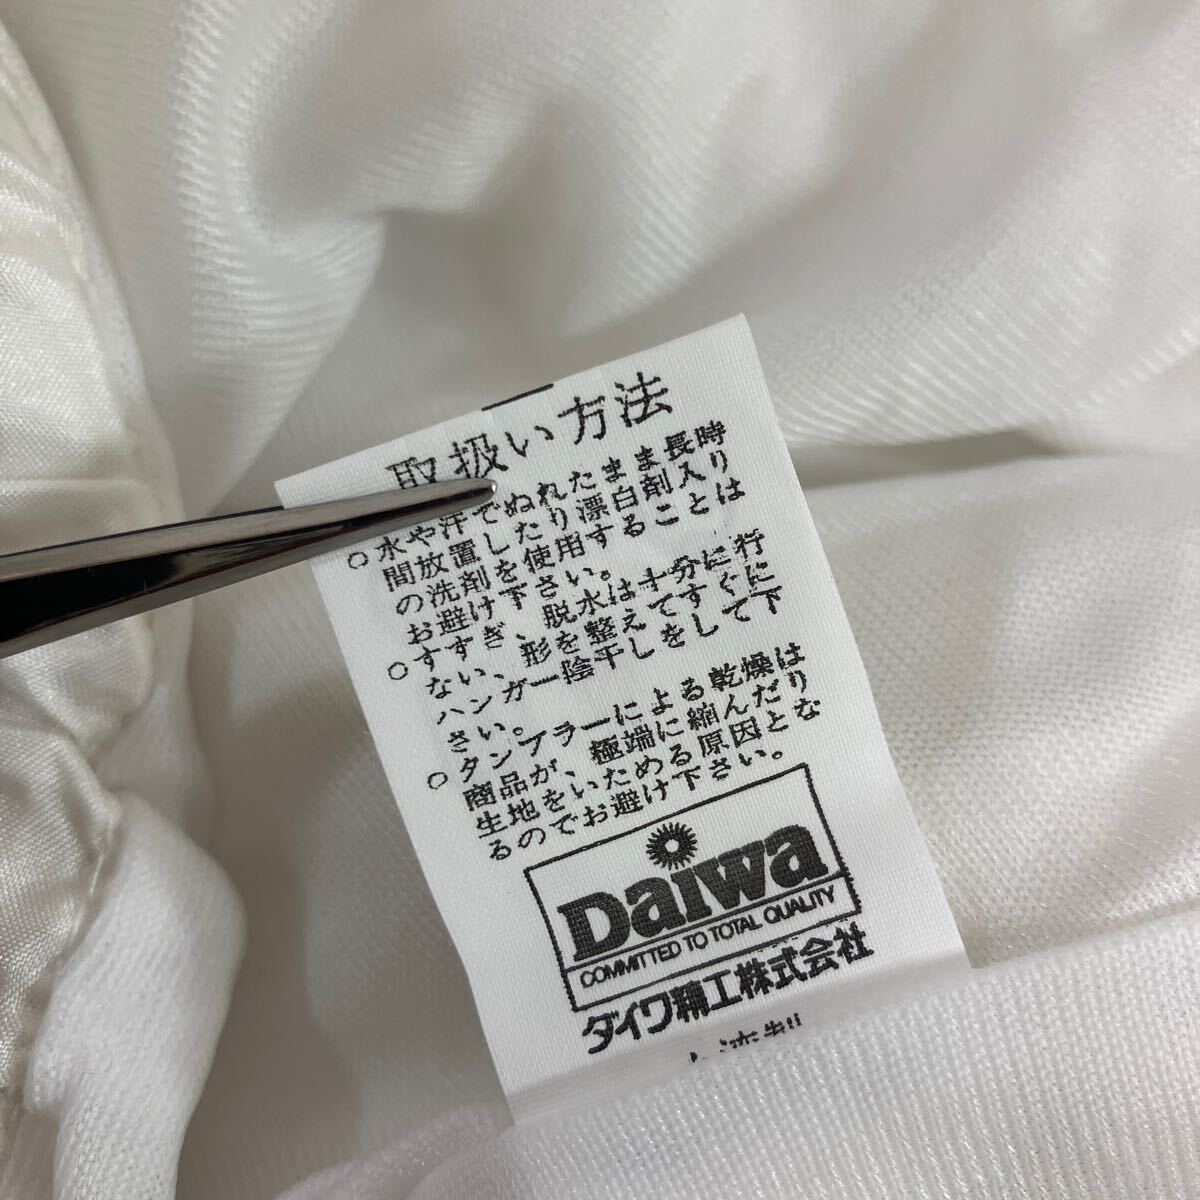 取扱い方法
○水や汗でぬれたまま長時
間放置したり漂白剤入り
の洗剤を使用することは
お避け下さい。
○すすぎ、脱水は十分に行
ない、形を整えてすぐに
ハンガー陰干しをして下
さい。
○タンブラーによる乾燥は
商品が、極端に縮んだり
生地をいためる原因とな
るのでお避け下さい。
Daiwa
COMMITTED TO TOTAL QUALITY
ダイワ精工株式会社